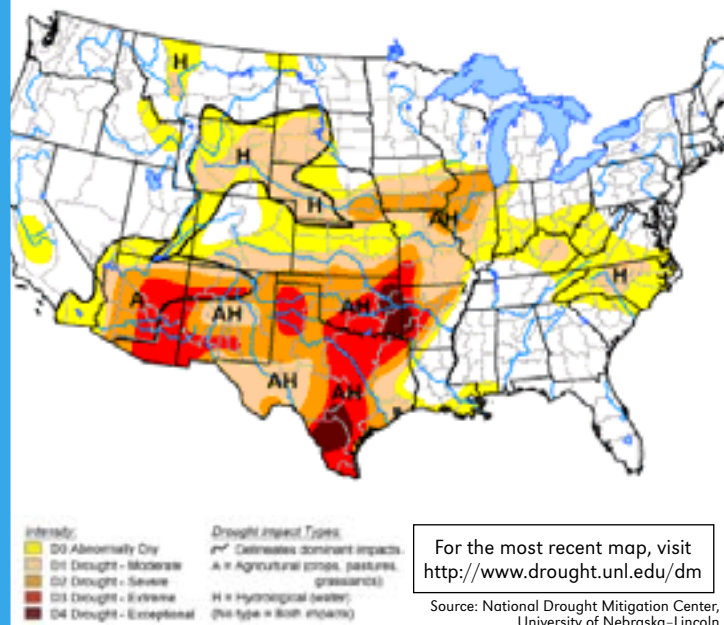 H
H
H
AH
H
A
AH
AH
AH
AH
Intensity:
D0 Abnormally Dry
D1 Drought - Moderate
D2 Drought - Severe
D3 Drought - Extreme
D4 Drought - Exceptional
Drought Impact Types:
Delineates dominant impacts
A = Agricultural (crops, pastures,
grasslands)
H = Hydrological (water)
(No type = Both impacts)
For the most recent map, visit
http://www.drought.unl.edu/dm
Source: National Drought Mitigation Center,
University of Nebraska–Lincoln